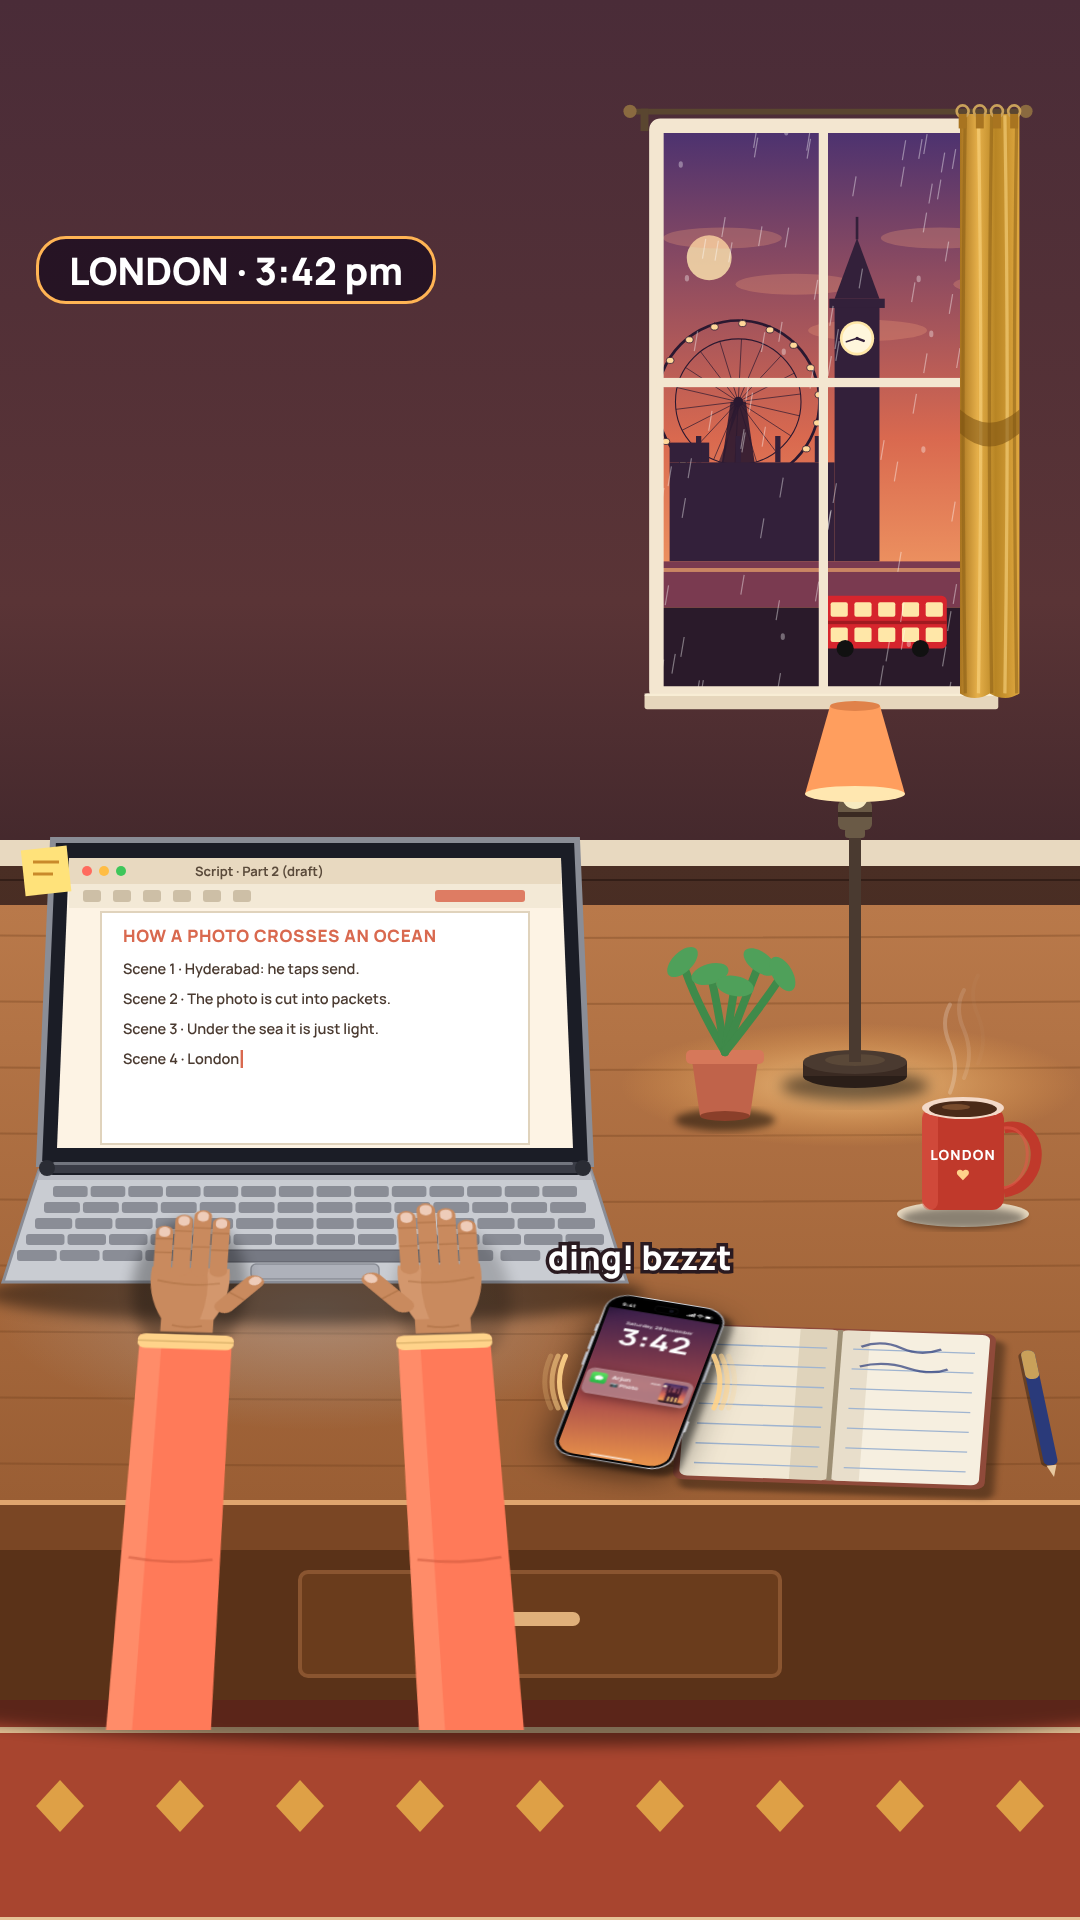 LONDON · 3:42 pm
Script · Part 2 (draft)
HOW A PHOTO CROSSES AN OCEAN
Scene 1 · Hyderabad: he taps send.
Scene 2 · The photo is cut into packets.
Scene 3 · Under the sea it is just light.
Scene 4 · London
LONDON
ding! bzzzt
3:42
Arjun
Photo